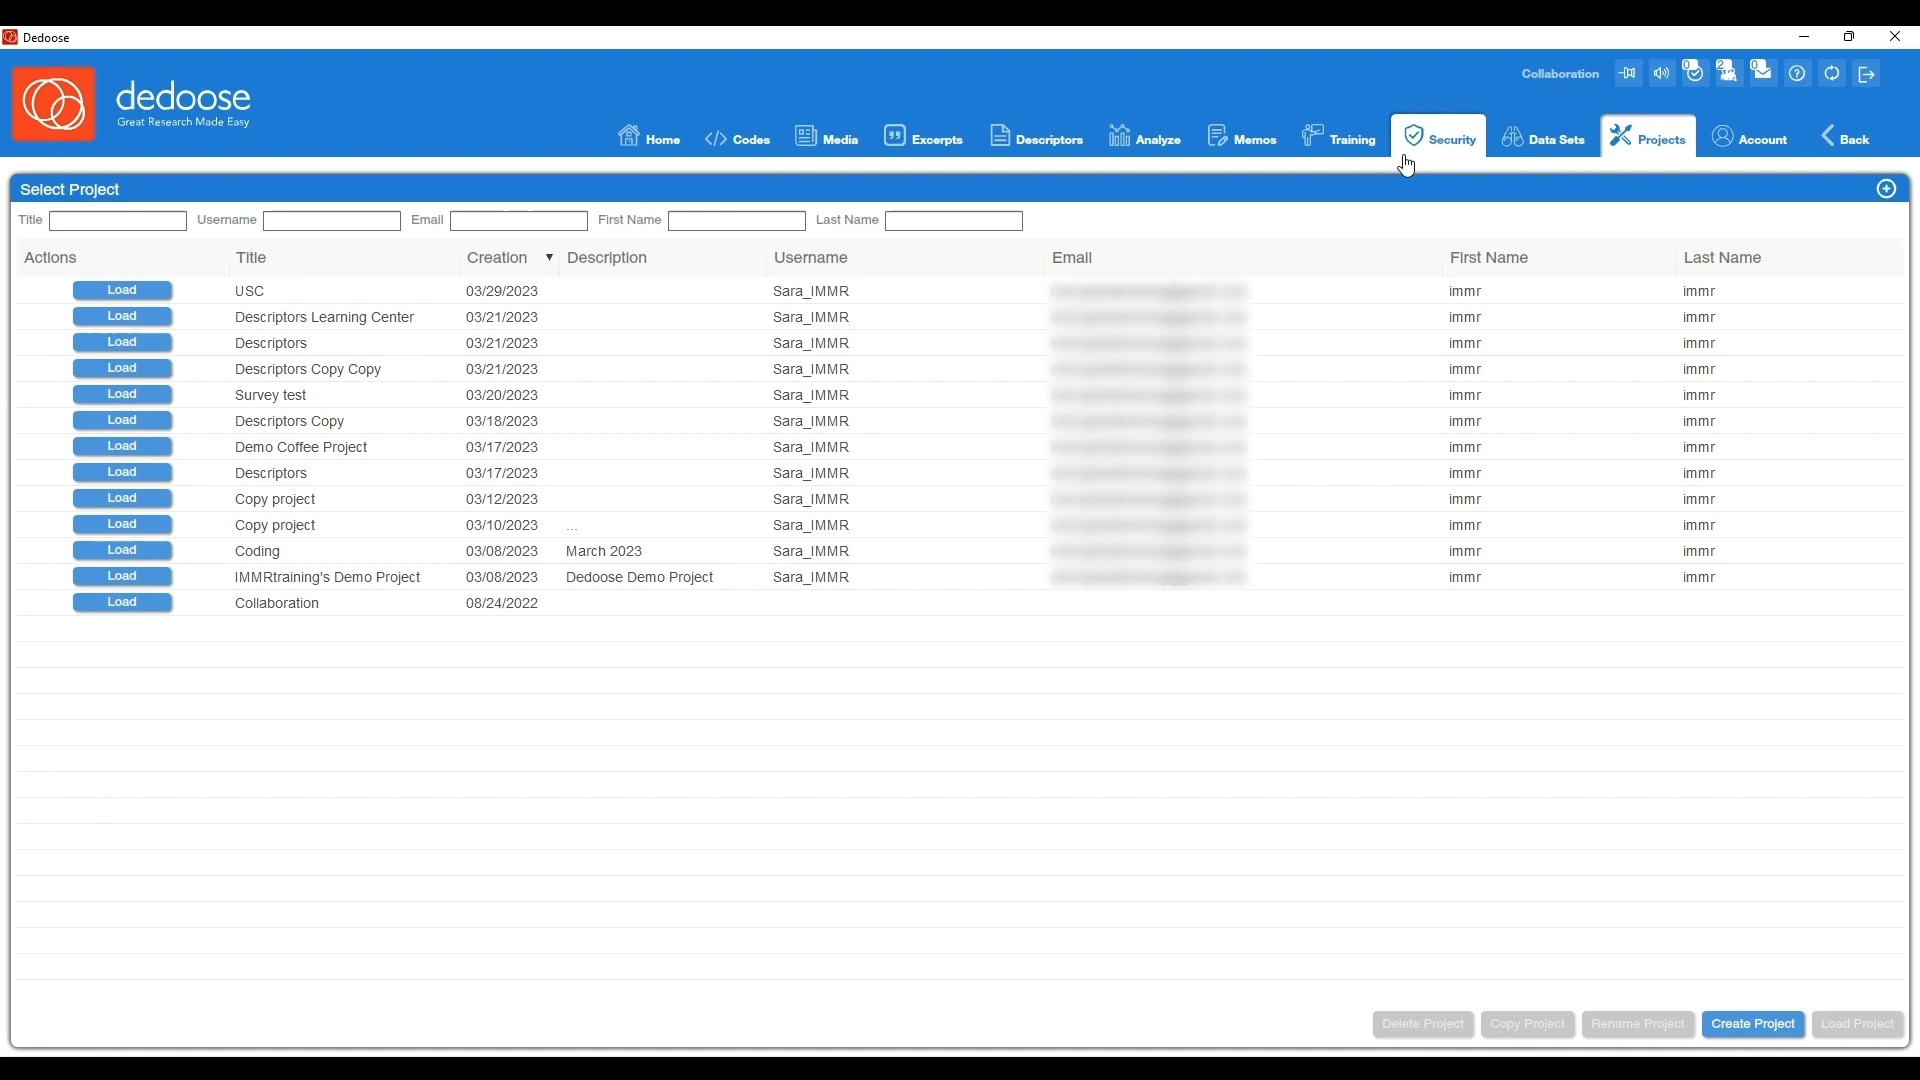 Dedoose
dedoose
Great Research Made Easy
Collaboration 0 2 0
Home Codes Media Excerpts Descriptors Analyze Memos Training Security Data Sets Projects Account Back
Select Project
Title Username Email First Name Last Name
Actions Title Creation ▼ Description Username Email First Name Last Name
Load USC 03/29/2023 Sara_IMMR immr immr
Load Descriptors Learning Center 03/21/2023 Sara_IMMR immr immr
Load Descriptors 03/21/2023 Sara_IMMR immr immr
Load Descriptors Copy Copy 03/21/2023 Sara_IMMR immr immr
Load Survey test 03/20/2023 Sara_IMMR immr immr
Load Descriptors Copy 03/18/2023 Sara_IMMR immr immr
Load Demo Coffee Project 03/17/2023 Sara_IMMR immr immr
Load Descriptors 03/17/2023 Sara_IMMR immr immr
Load Copy project 03/12/2023 Sara_IMMR immr immr
Load Copy project 03/10/2023 ... Sara_IMMR immr immr
Load Coding 03/08/2023 March 2023 Sara_IMMR immr immr
Load IMMRtraining's Demo Project 03/08/2023 Dedoose Demo Project Sara_IMMR immr immr
Load Collaboration 08/24/2022
Delete Project Copy Project Rename Project Create Project Load Project